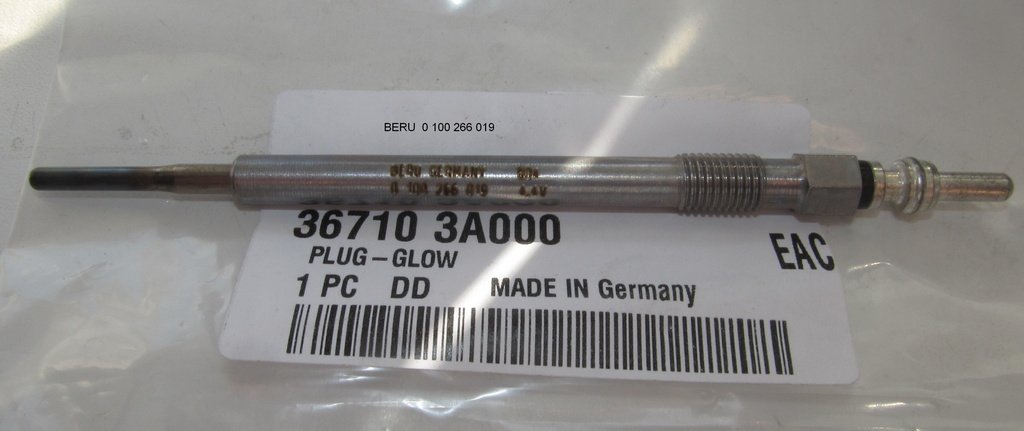 BERU 0 100 266 019
BERU GERMANY
0 100 266 019 4,4V
36710 3A000
PLUG-GLOW
EAC
1 PC DD MADE IN Germany